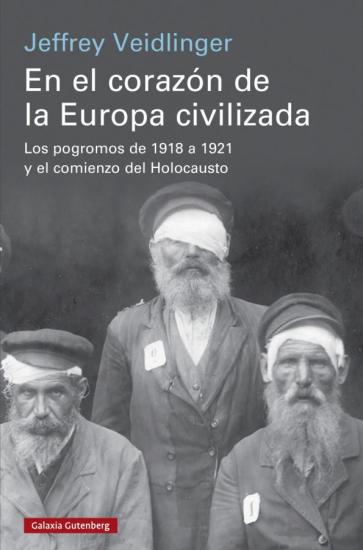 Jeffrey Veidlinger
En el corazón de
la Europa civilizada
Los pogromos de 1918 a 1921
y el comienzo del Holocausto
Galaxia Gutenberg